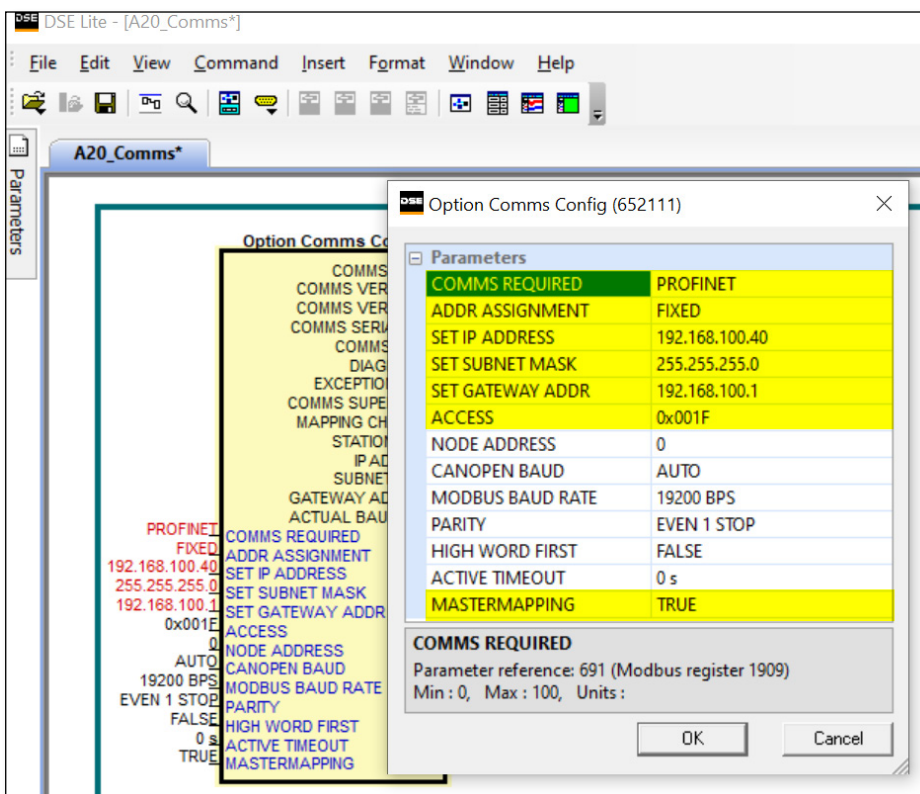 DSE DSE Lite - [A20_Comms*]
File Edit View Command Insert Format Window Help
A20_Comms*
Parameters
Option Comms Co
COMMS
COMMS VER
COMMS VER
COMMS SERIA
COMMS
DIAG
EXCEPTIO
COMMS SUPE
MAPPING CH
STATIO
IP AD
SUBNET
GATEWAY AD
ACTUAL BAU
PROFINET COMMS REQUIRED
FIXED ADDR ASSIGNMENT
192.168.100.40 SET IP ADDRESS
255.255.255.0 SET SUBNET MASK
192.168.100.1 SET GATEWAY ADDR
0x001F ACCESS
0 NODE ADDRESS
AUTO CANOPEN BAUD
19200 BPS MODBUS BAUD RATE
EVEN 1 STOP PARITY
FALSE HIGH WORD FIRST
0 s ACTIVE TIMEOUT
TRUE MASTERMAPPING
DSE Option Comms Config (652111)
Parameters
COMMS REQUIRED PROFINET
ADDR ASSIGNMENT FIXED
SET IP ADDRESS 192.168.100.40
SET SUBNET MASK 255.255.255.0
SET GATEWAY ADDR 192.168.100.1
ACCESS 0x001F
NODE ADDRESS 0
CANOPEN BAUD AUTO
MODBUS BAUD RATE 19200 BPS
PARITY EVEN 1 STOP
HIGH WORD FIRST FALSE
ACTIVE TIMEOUT 0 s
MASTERMAPPING TRUE
COMMS REQUIRED
Parameter reference: 691 (Modbus register 1909)
Min : 0, Max : 100, Units :
OK Cancel